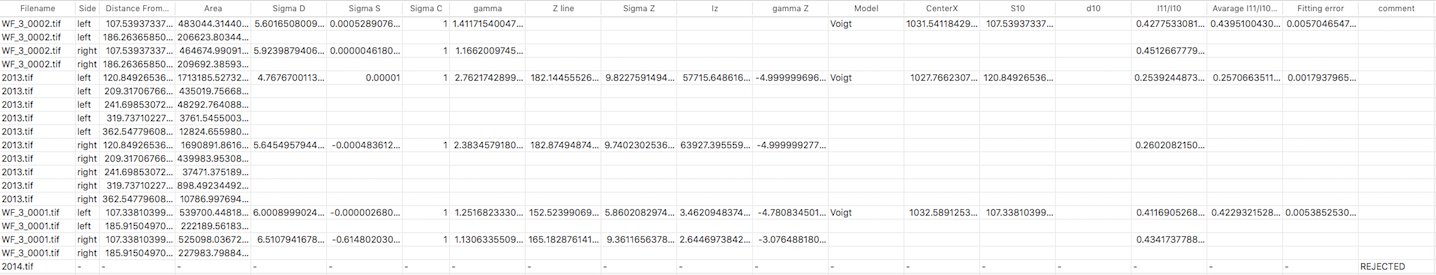 Filename Side Distance From... Area Sigma D Sigma S Sigma C gamma Z line Sigma Z Iz gamma Z Model CenterX S10 d10 I11/I10 Avarage I11/I10... Fitting error comment
WF_3_0002.tif left 107.53937337... 483044.31440... 5.6016508009... 0.0005289076... 1 1.41171540047... Voigt 1031.54118429... 107.53937337... 0.4277533081... 0.4395100430... 0.0057046547...
WF_3_0002.tif left 186.26365850... 206623.80344...
WF_3_0002.tif right 107.53937337... 464674.99091... 5.9239879406... 0.0000046180... 1 1.1662009745... 0.4512667779...
WF_3_0002.tif right 186.26365850... 209692.38593...
2013.tif left 120.84926536... 1713185.52732... 4.7676700113... 0.00001 1 2.7621742899... 182.14455526... 9.8227591494... 57715.648616... -4.999999696... Voigt 1027.7662307... 120.84926536... 0.2539244873... 0.2570663511... 0.0017937965...
2013.tif left 209.31706766... 435019.75668...
2013.tif left 241.69853072... 48292.764088...
2013.tif left 319.73710227... 3761.5455003...
2013.tif left 362.54779608... 12824.655980...
2013.tif right 120.84926536... 1690891.8616... 5.6454957944... -0.000483612... 1 2.3834579180... 182.87494874... 9.7402302536... 63927.395559... -4.999999277... 0.2602082150...
2013.tif right 209.31706766... 439983.95308...
2013.tif right 241.69853072... 37471.375189...
2013.tif right 319.73710227... 898.49234492...
2013.tif right 362.54779608... 10786.997694...
WF_3_0001.tif left 107.33810399... 539700.44818... 6.0008999024... -0.000002680... 1 1.2516823330... 152.52399069... 5.8602082974... 3.4620948374... -4.780834501... Voigt 1032.5891253... 107.33810399... 0.4116905268... 0.4229321528... 0.0053852530...
WF_3_0001.tif left 185.91504970... 222189.56183...
WF_3_0001.tif right 107.33810399... 525098.03672... 6.5107941678... -0.614802030... 1 1.1306335509... 165.182876141... 9.3611656378... 2.6446973842... -3.076488180... 0.4341737788...
WF_3_0001.tif right 185.91504970... 227983.79884...
2014.tif - - - - - - - - - - - - - - - - - - REJECTED